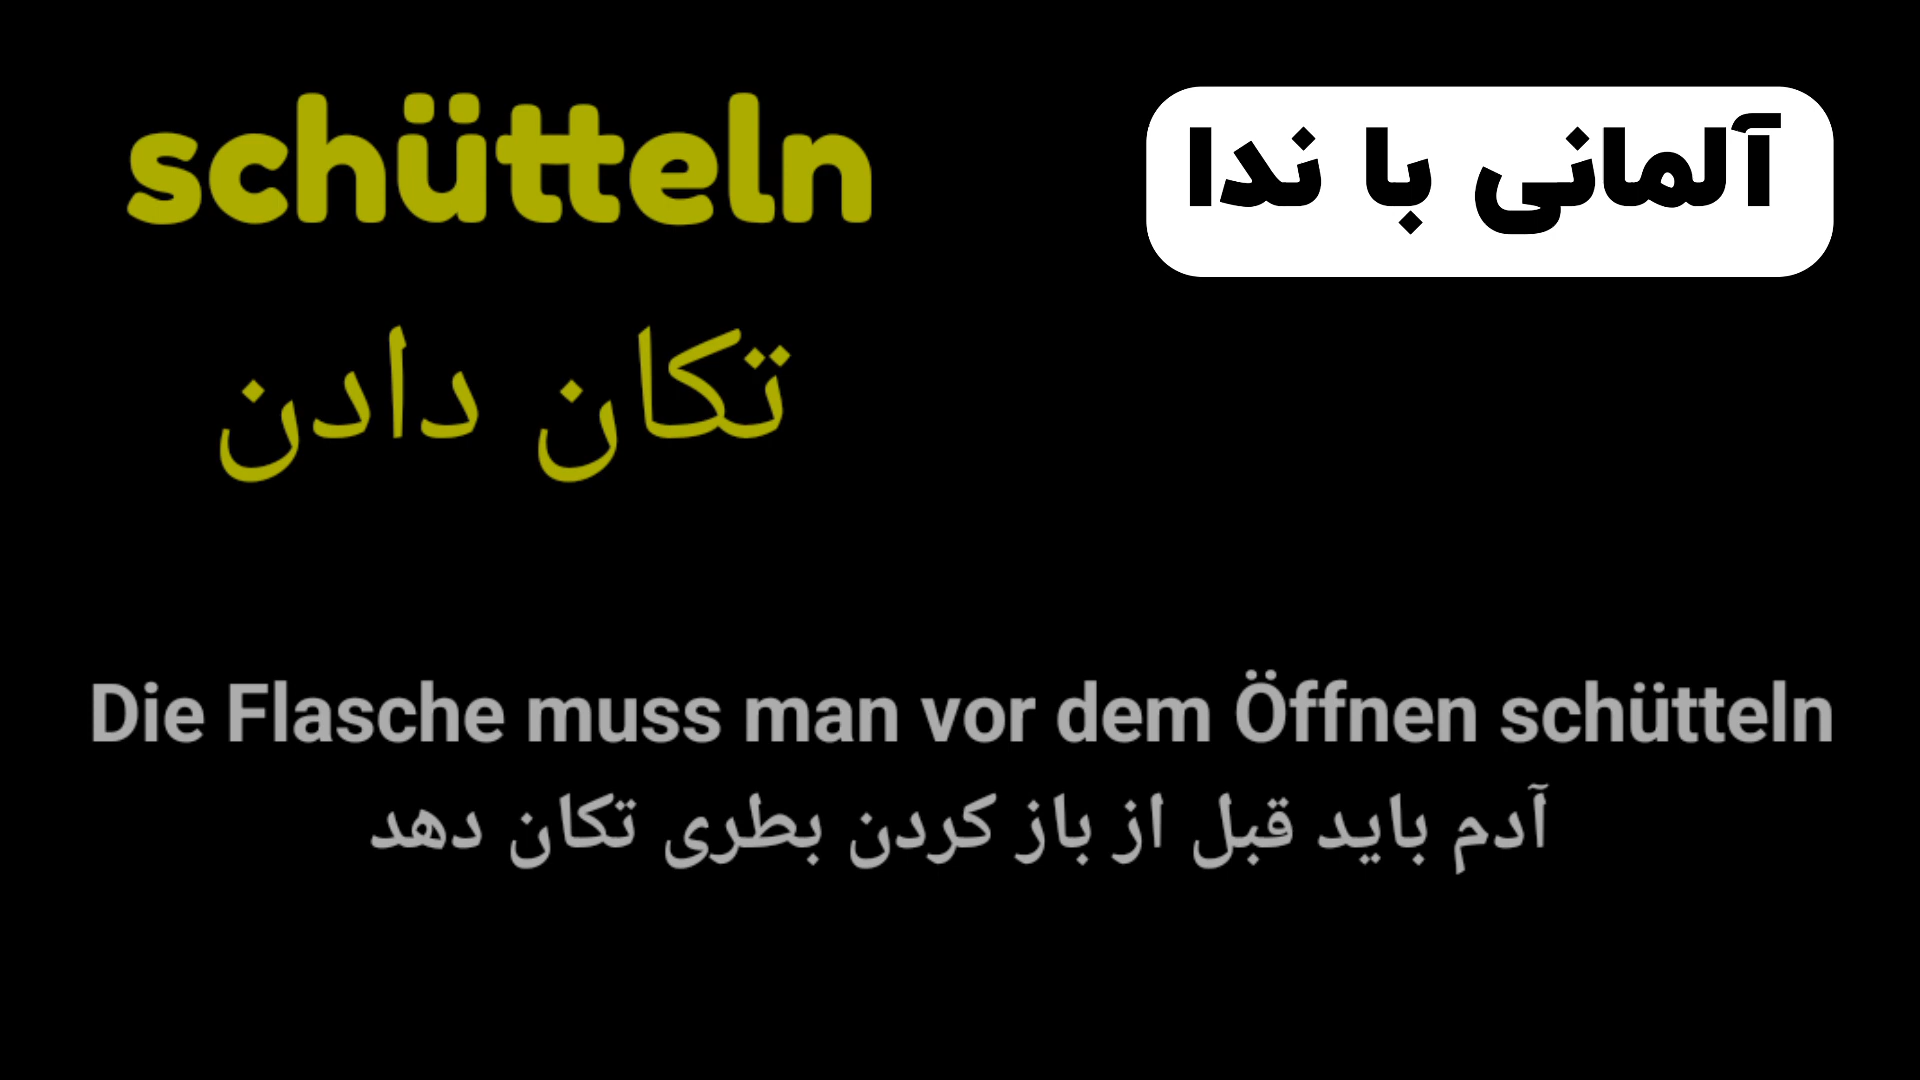 schütteln
آلمانی با ندا
تکان دادن
Die Flasche muss man vor dem Öffnen schütteln
آدم باید قبل از باز کردن بطری تکان دهد